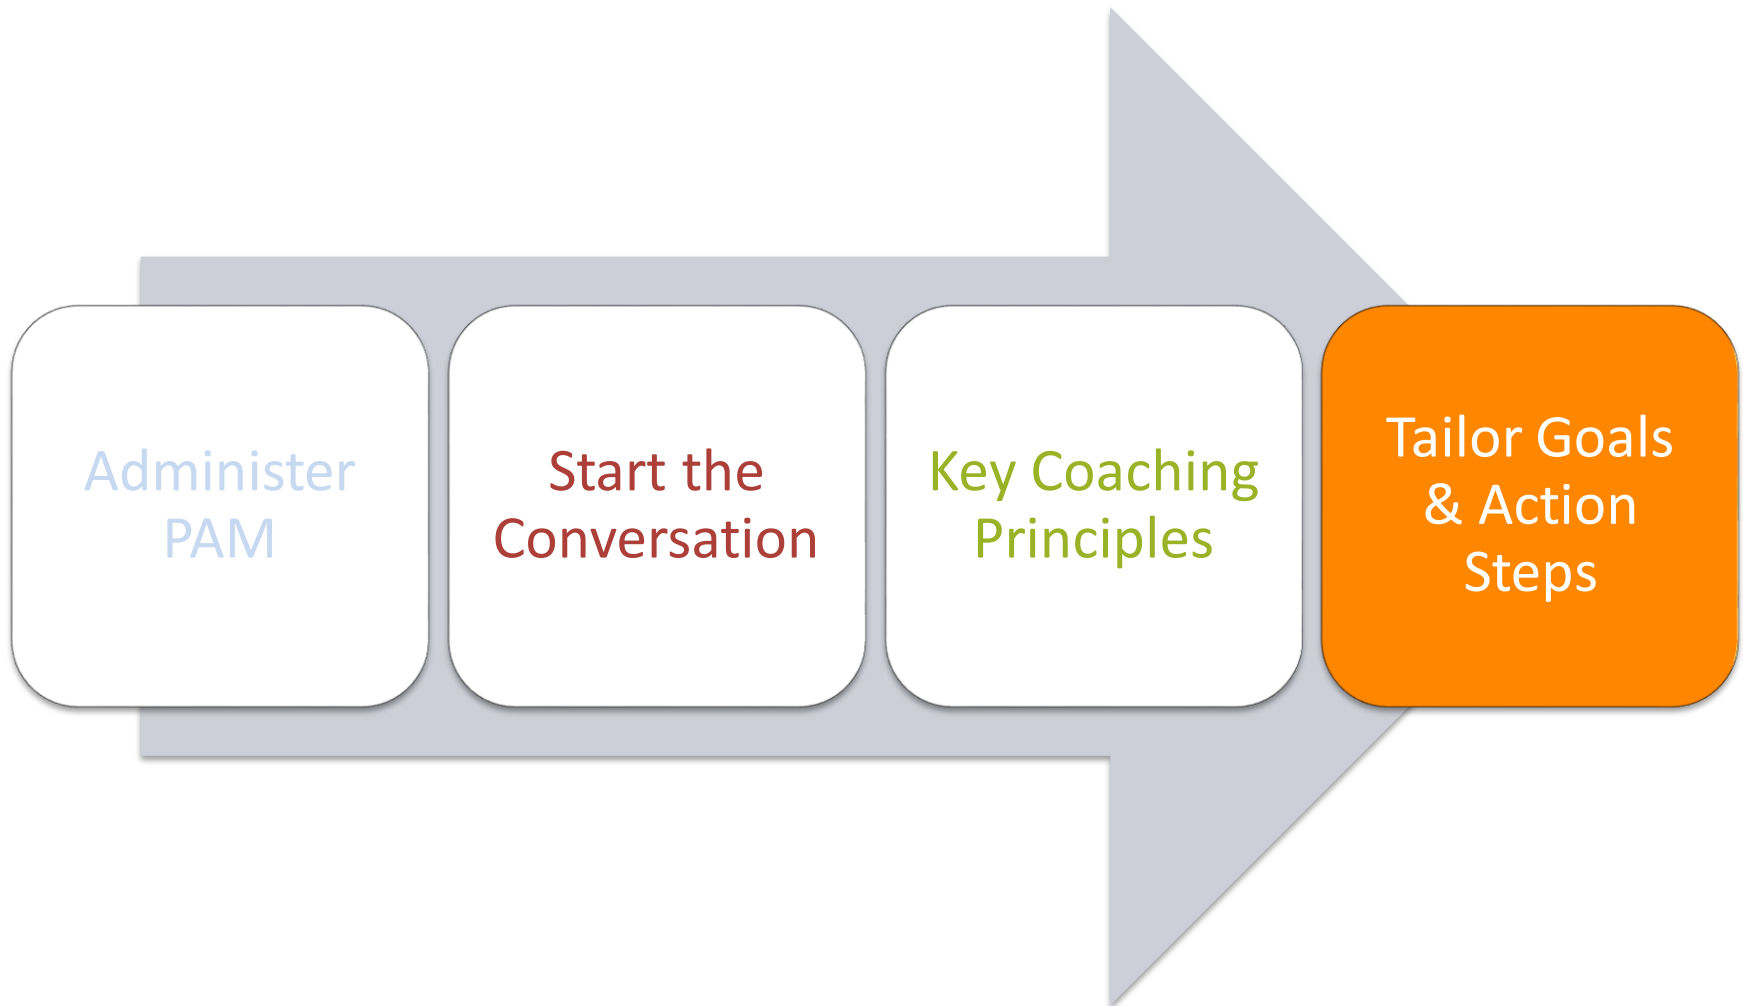 Administer
PAM
Start the
Conversation
Key Coaching
Principles
Tailor Goals
& Action
Steps